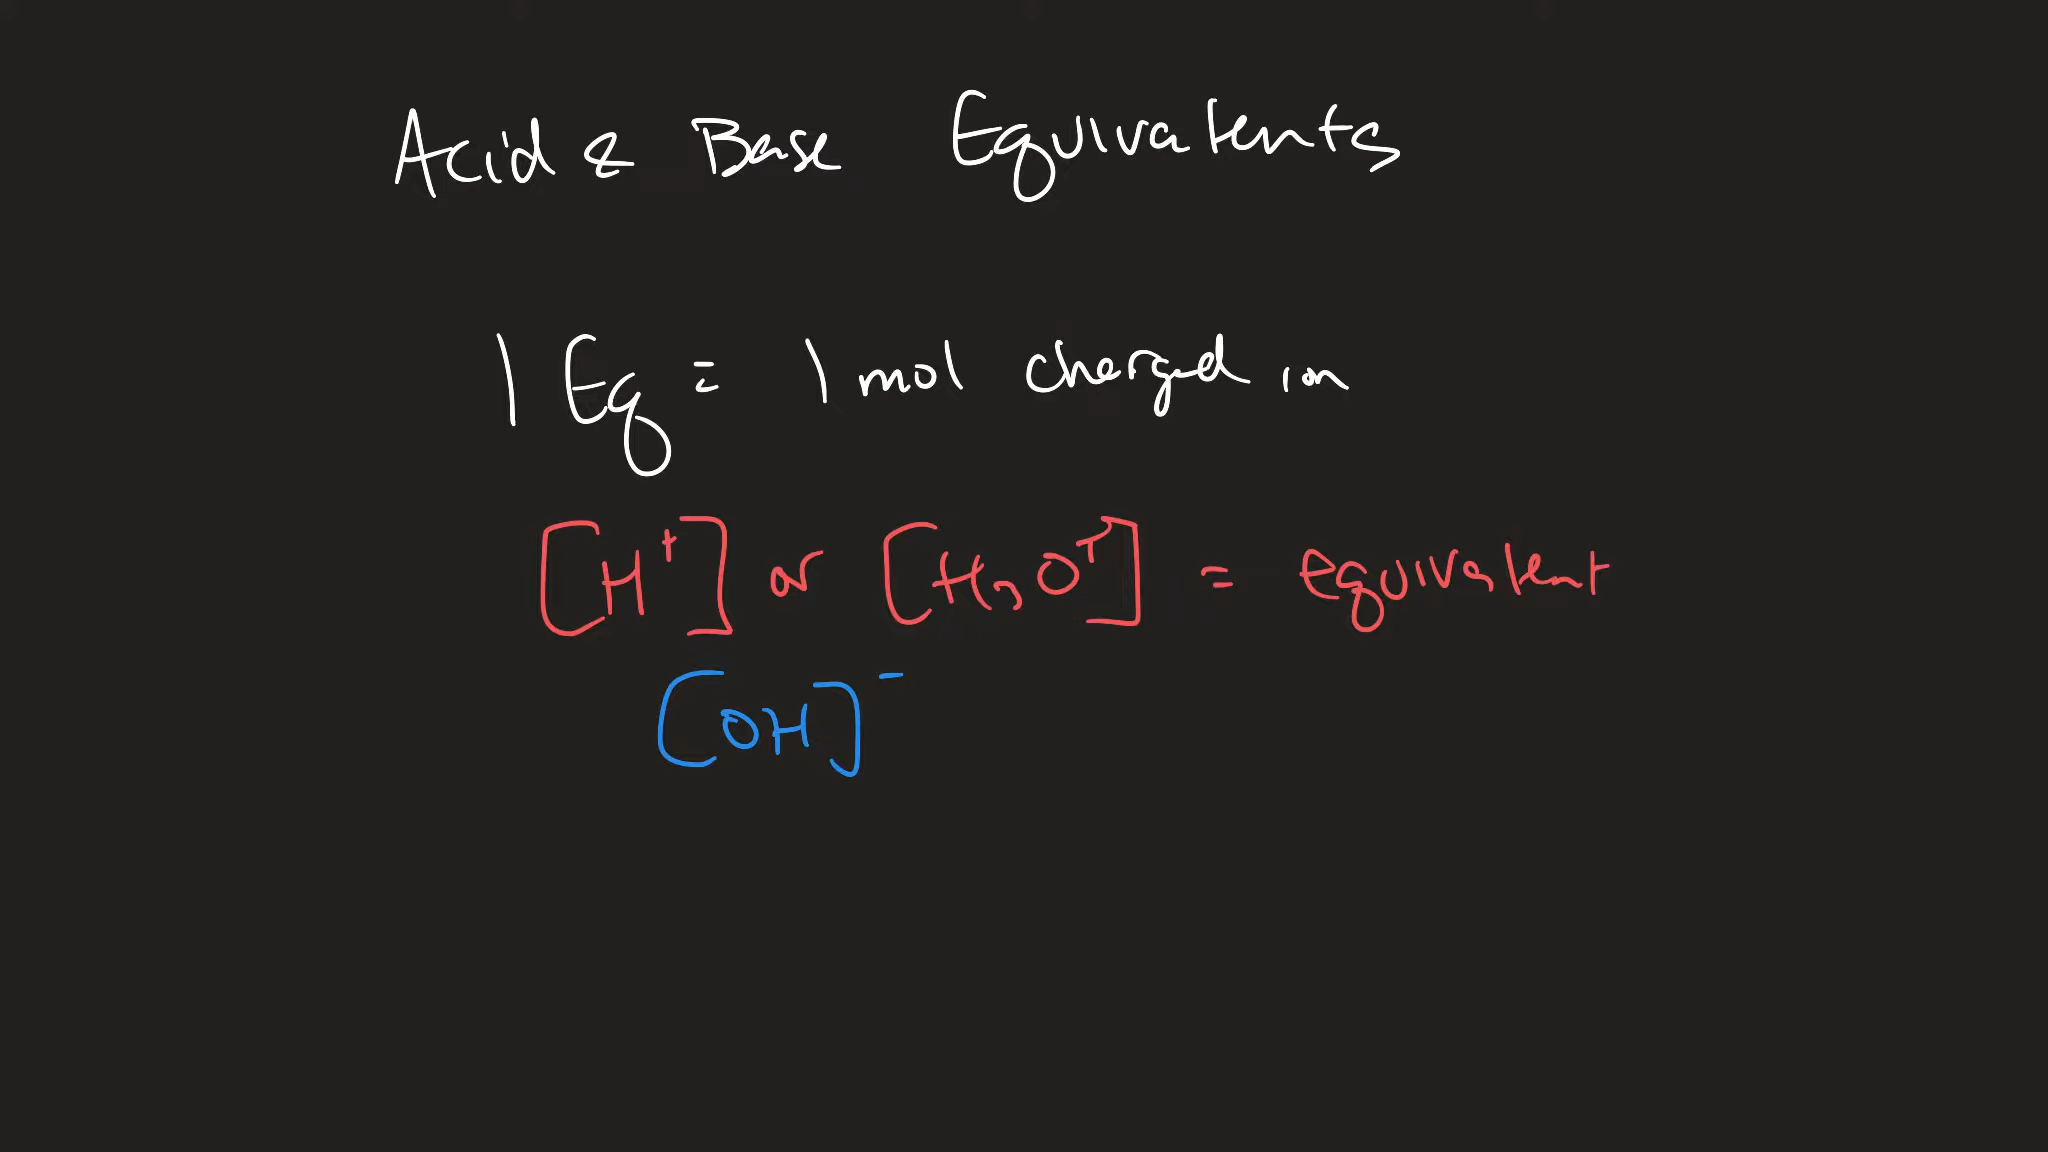 Acid & Base Equivalents
1 Eq = 1 mol charged ion
[H⁺] or [H₃O⁺] = equivalent
[OH]⁻